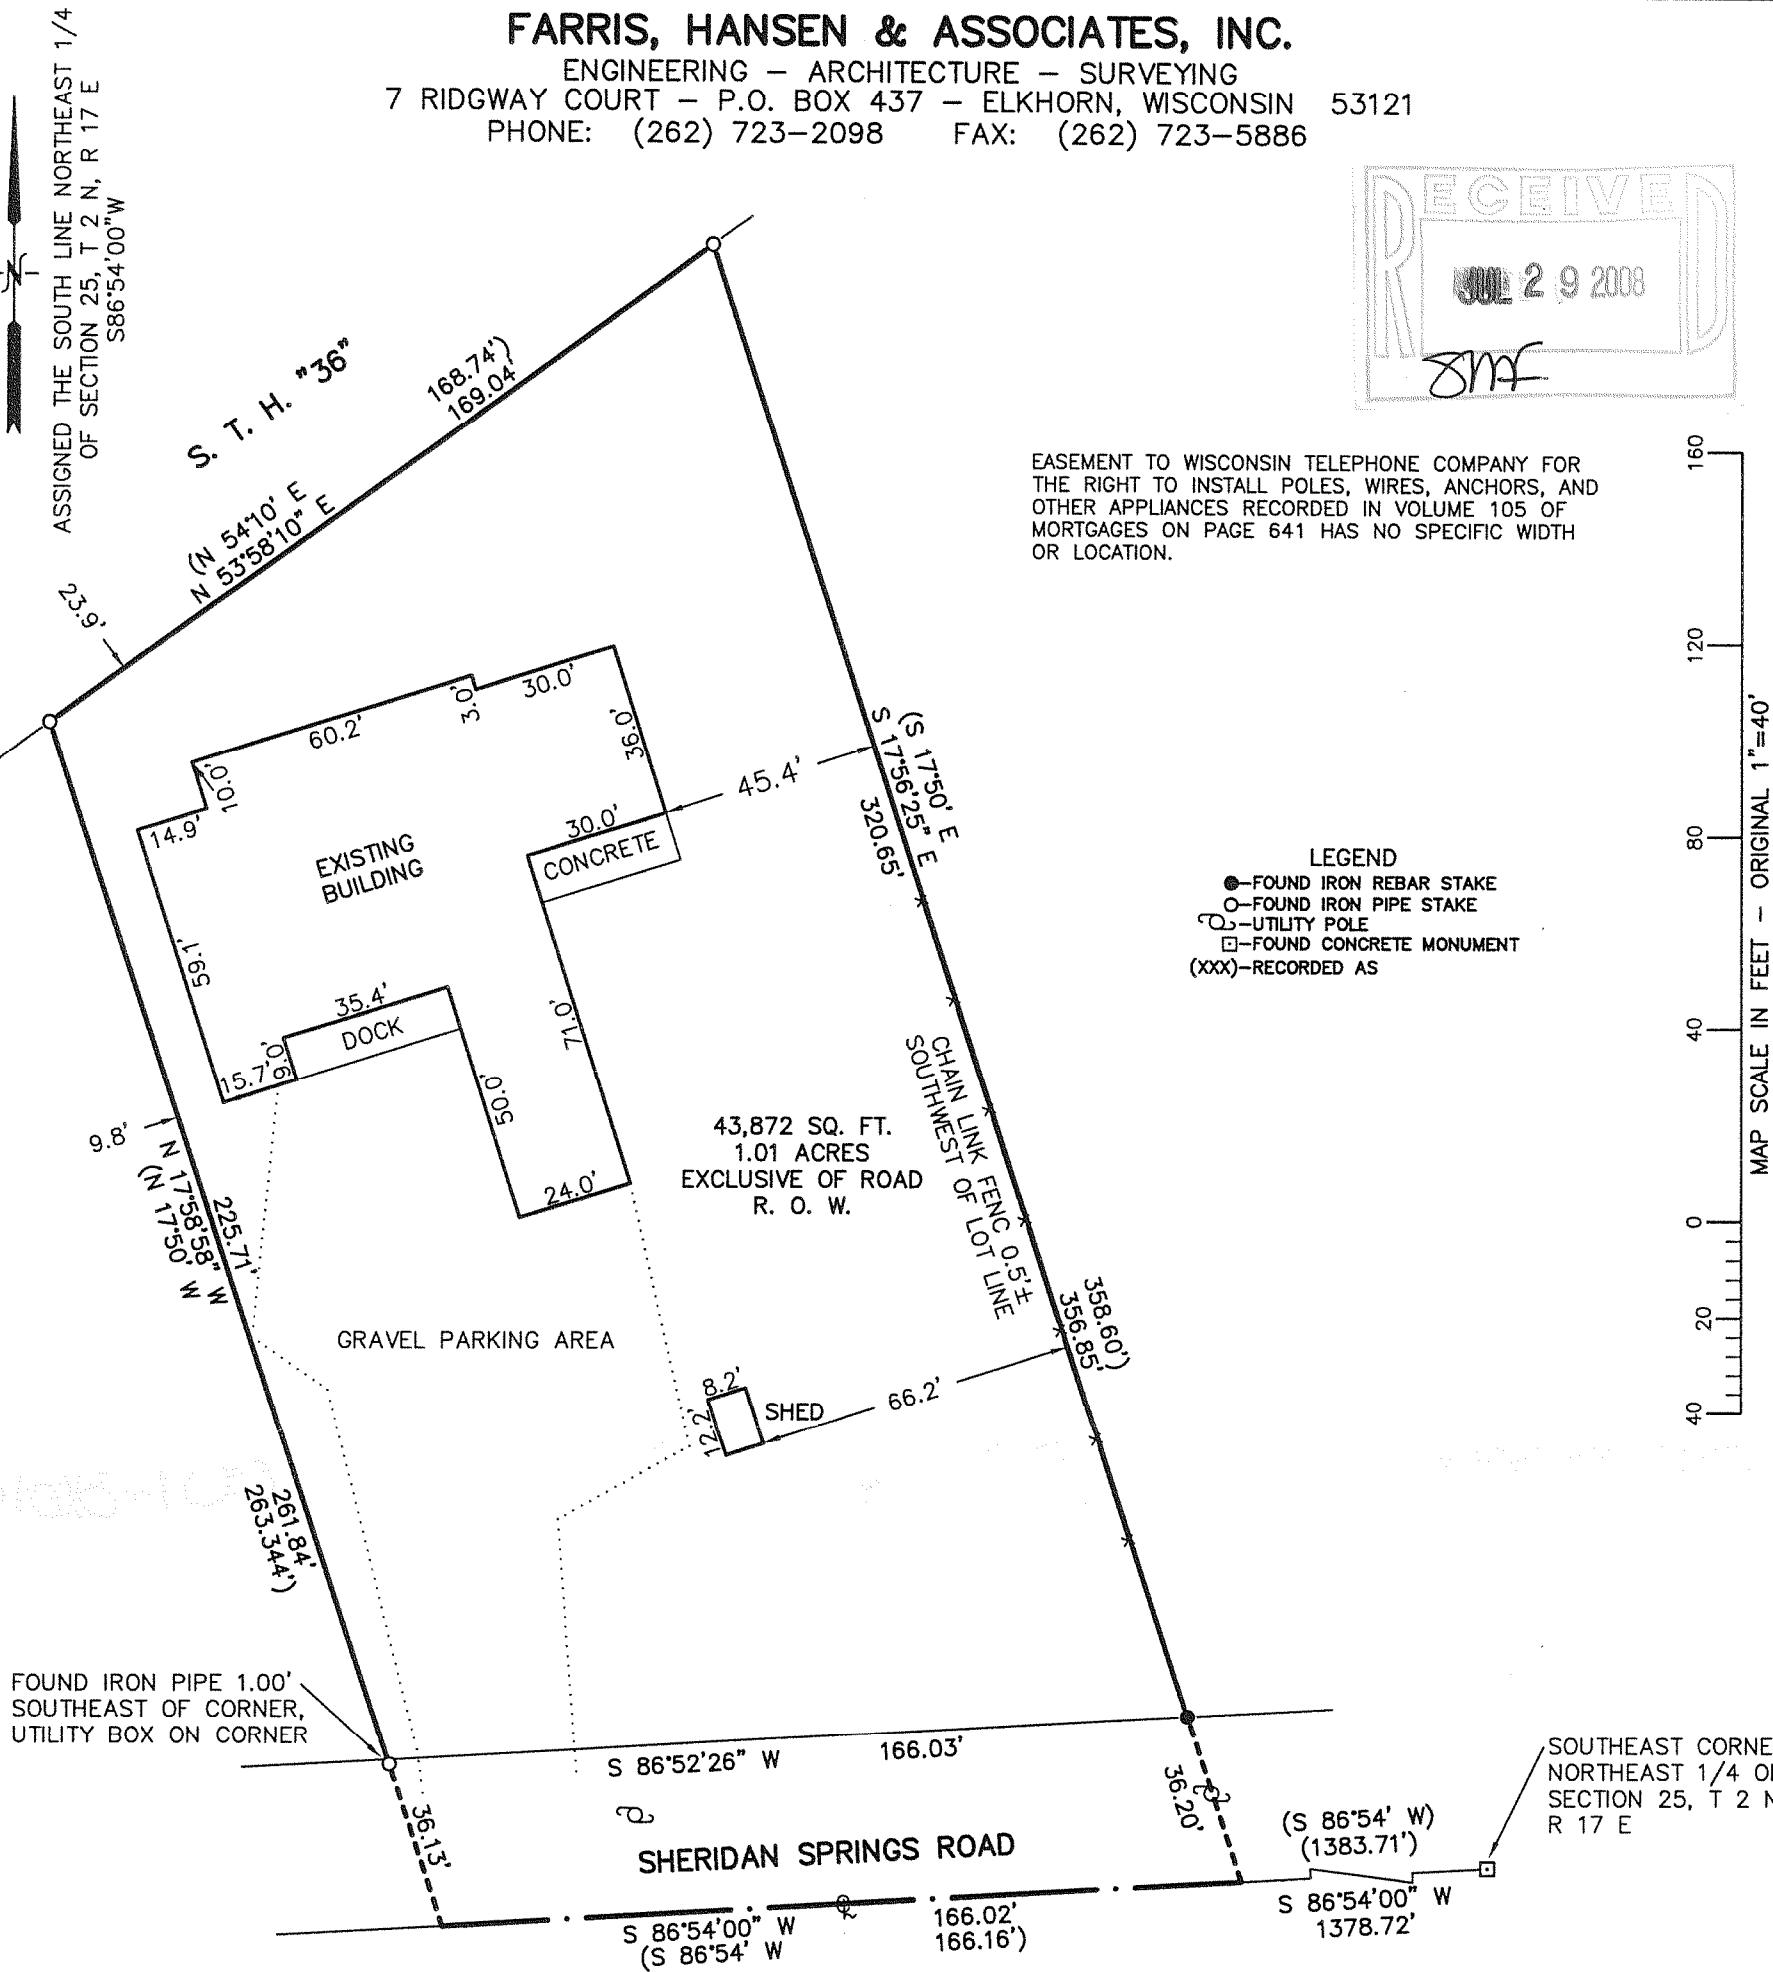 FARRIS, HANSEN & ASSOCIATES, INC.
ENGINEERING – ARCHITECTURE – SURVEYING
7 RIDGWAY COURT – P.O. BOX 437 – ELKHORN, WISCONSIN 53121
PHONE: (262) 723–2098 FAX: (262) 723–5886
ASSIGNED THE SOUTH LINE NORTHEAST 1/4
OF SECTION 25, T 2 N, R 17 E
S86°54'00"W
N
RECEIVED
JUL 29 2008
S. T. H. "36"
168.74')
169.04'
(N 54°10' E
N 53°58'10" E
23.9'
EASEMENT TO WISCONSIN TELEPHONE COMPANY FOR
THE RIGHT TO INSTALL POLES, WIRES, ANCHORS, AND
OTHER APPLIANCES RECORDED IN VOLUME 105 OF
MORTGAGES ON PAGE 641 HAS NO SPECIFIC WIDTH
OR LOCATION.
160
120
80
40
0
20
40
MAP SCALE IN FEET – ORIGINAL 1"=40'
60.2'
3.0'
30.0'
36.0'
10.0'
14.9'
45.4'
30.0'
CONCRETE
EXISTING
BUILDING
(S 17°50' E
S 17°56'25" E
320.65'
LEGEND
–FOUND IRON REBAR STAKE
–FOUND IRON PIPE STAKE
–UTILITY POLE
–FOUND CONCRETE MONUMENT
(XXX)–RECORDED AS
59.1'
35.4'
DOCK
9.0'
15.7'
71.0'
50.0'
24.0'
9.8'
N 17°58'58" W
(N 17°50' W
225.71'
43,872 SQ. FT.
1.01 ACRES
EXCLUSIVE OF ROAD
R. O. W.
CHAIN LINK FENC 0.5'±
SOUTHWEST OF LOT LINE
358.60')
356.85'
GRAVEL PARKING AREA
8.2'
12.2'
SHED
66.2'
261.84'
263.344')
FOUND IRON PIPE 1.00'
SOUTHEAST OF CORNER,
UTILITY BOX ON CORNER
S 86°52'26" W 166.03'
36.13'
36.20'
SHERIDAN SPRINGS ROAD
(S 86°54' W)
(1383.71')
S 86°54'00" W
1378.72'
SOUTHEAST CORNE
NORTHEAST 1/4 O
SECTION 25, T 2 N
R 17 E
S 86°54'00" W 166.02'
(S 86°54' W 166.16')